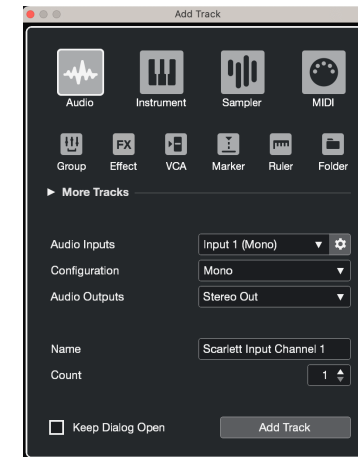 Add Track
Audio Instrument Sampler MIDI
FX
Group Effect VCA Marker Ruler Folder
More Tracks
Audio Inputs Input 1 (Mono)
Configuration Mono
Audio Outputs Stereo Out
Name Scarlett Input Channel 1
Count 1
Keep Dialog Open Add Track